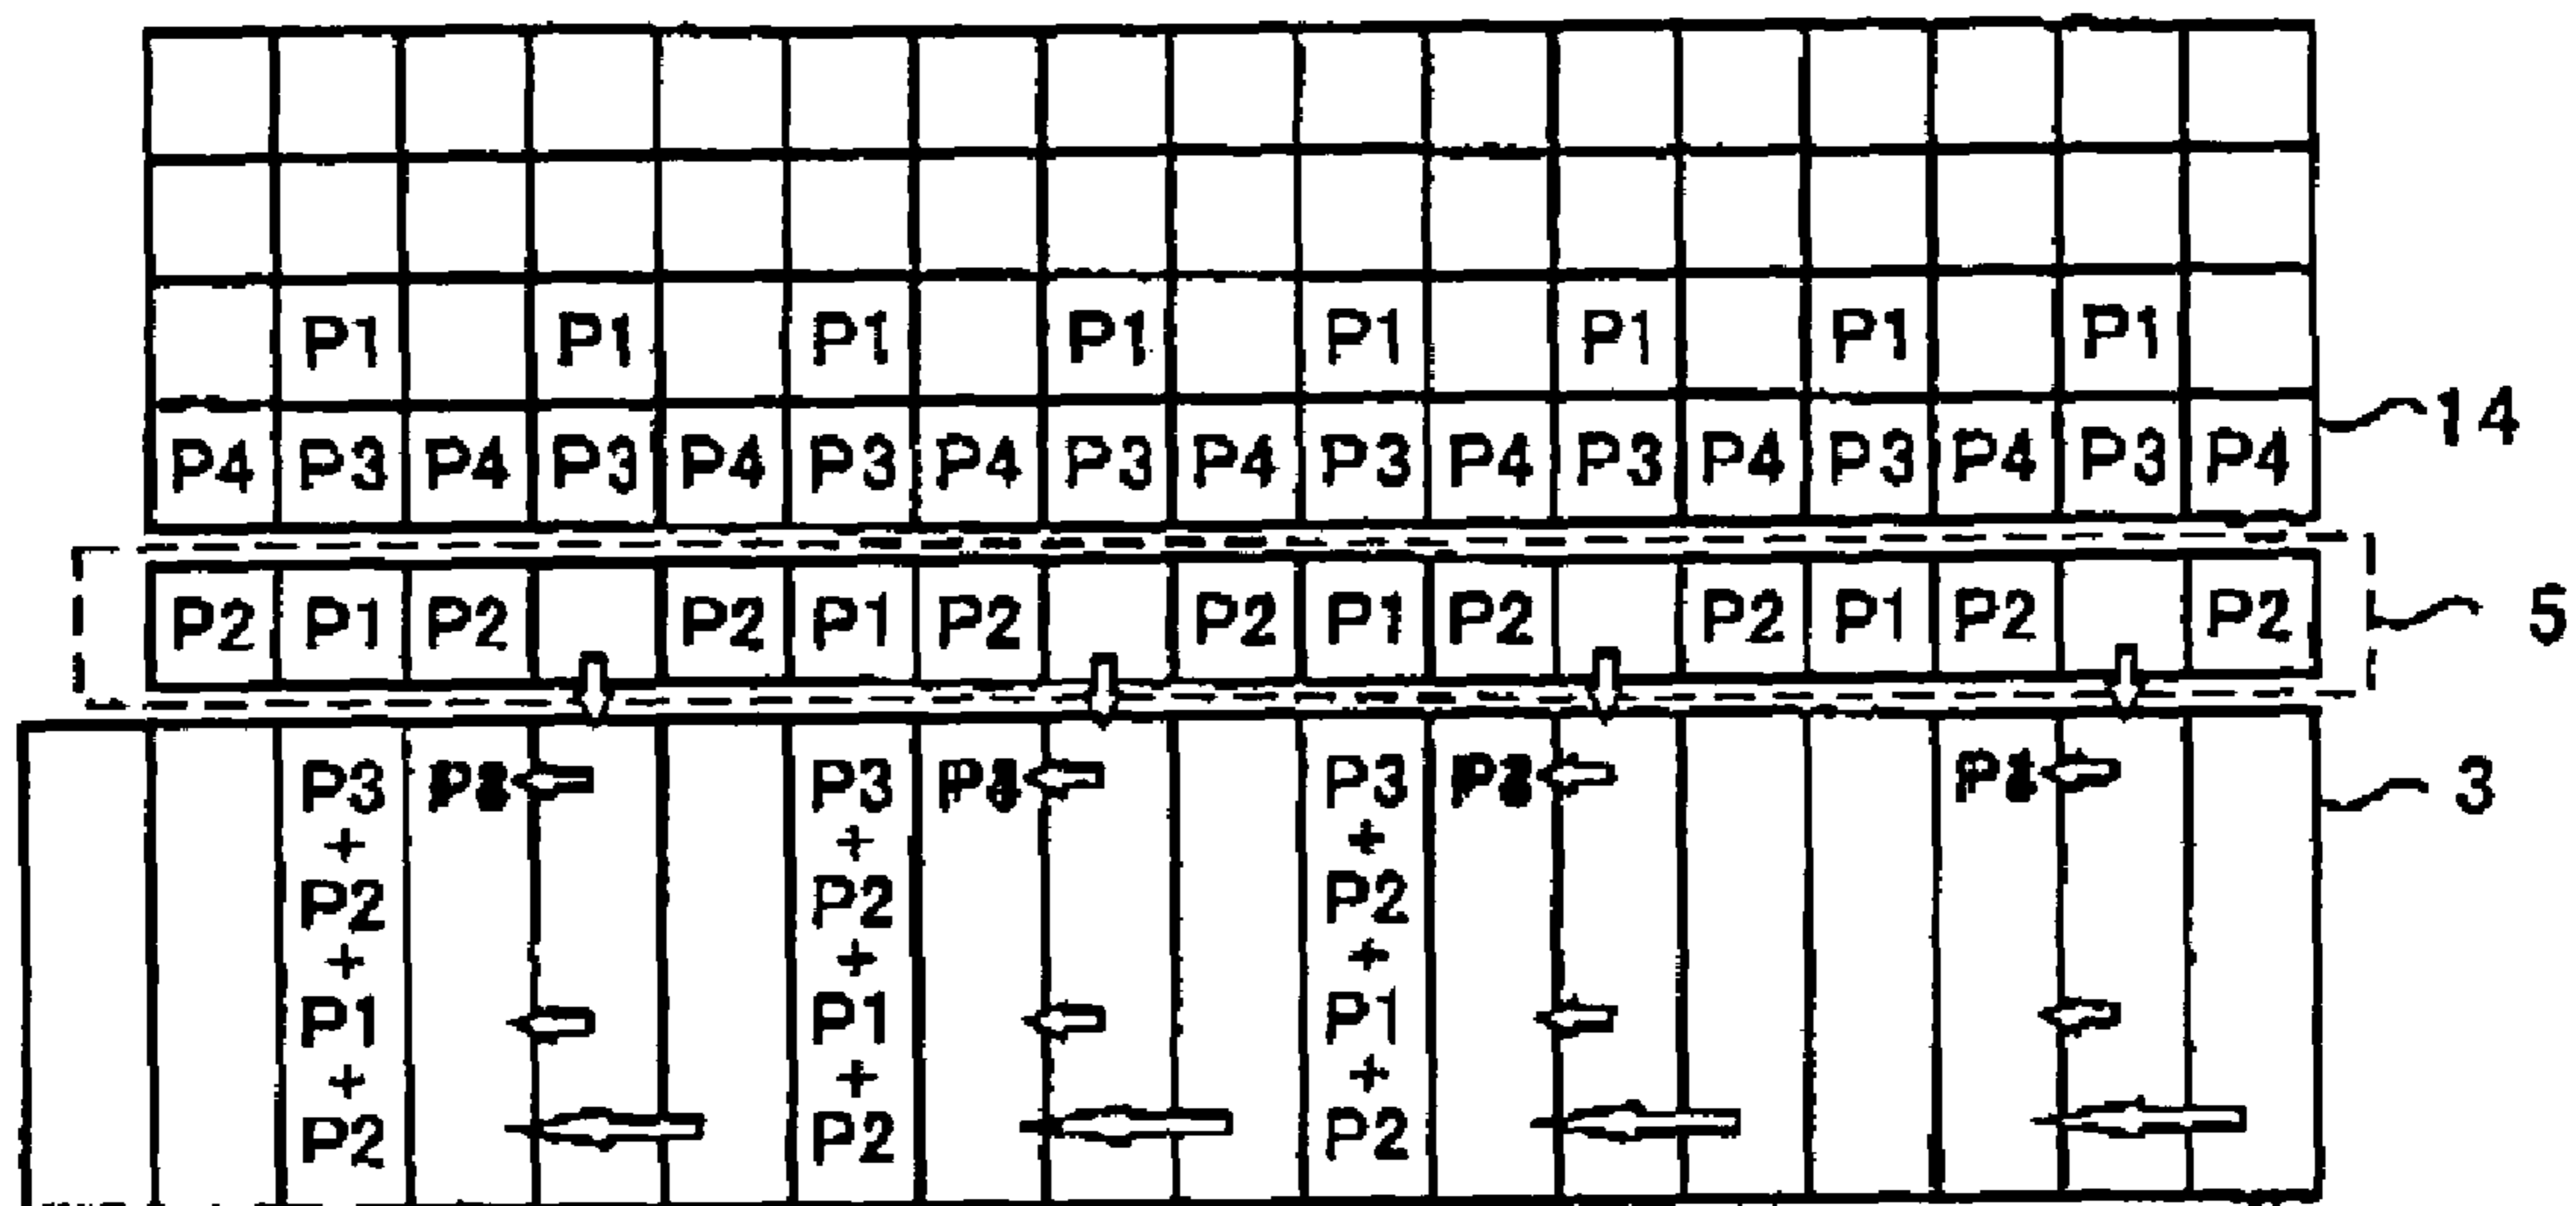 P1 P1 P1 P1 P1 P1 P1 P1
P4 P3 P4 P3 P4 P3 P4 P3 P4 P3 P4 P3 P4 P3 P4 P3 P4
14
P2 P1 P2 P2 P1 P2 P2 P1 P2 P2 P1 P2 P2
5
P3 P3 P3
3
+ + +
P2 P2 P2
+ + +
P1 P1 P1
+ + +
P2 P2 P2